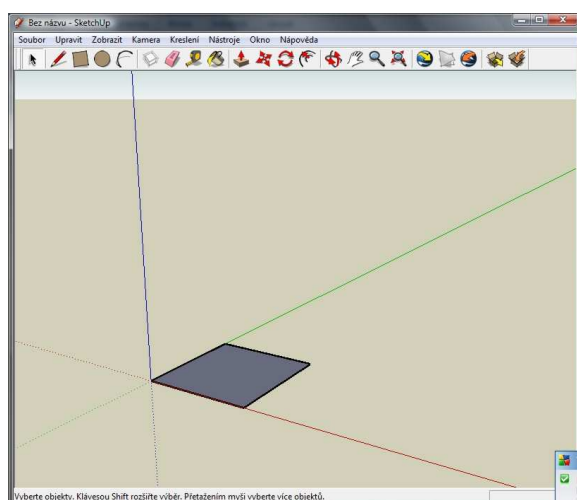 Bez názvu - SketchUp
Soubor Upravit Zobrazit Kamera Kreslení Nástroje Okno Nápověda
Vyberte objekty. Klávesou Shift rozšiřte výběr. Přetažením myši vyberte více objektů.